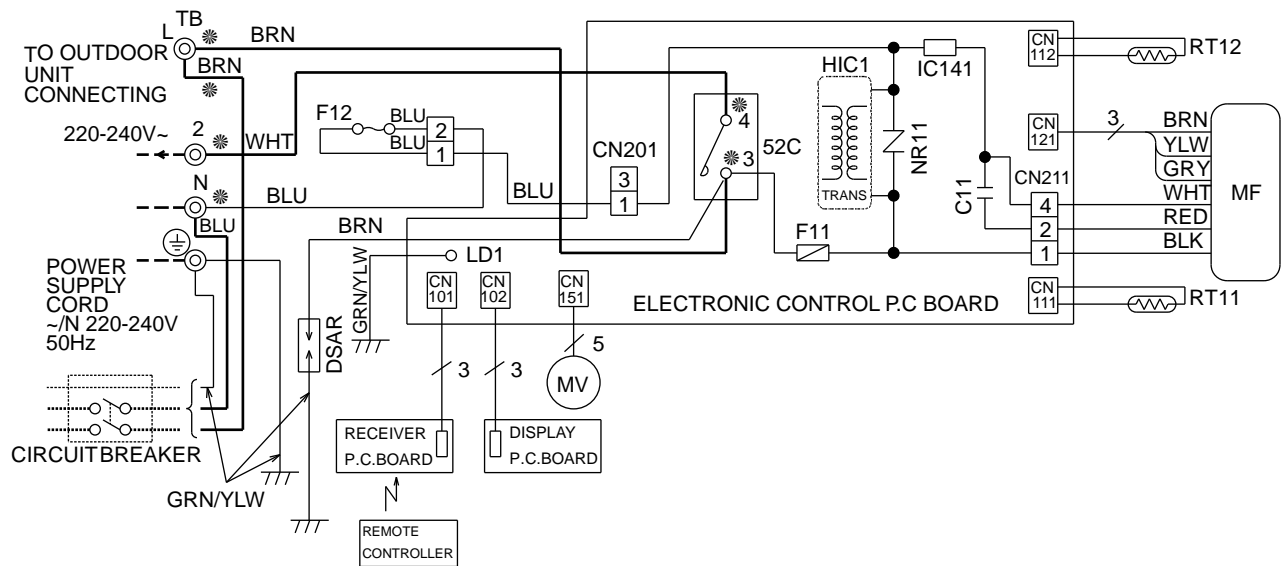 L TB
BRN
TO OUTDOOR
UNIT
CONNECTING
BRN
220-240V~
2
WHT
N
BLU
BLU
POWER
SUPPLY
CORD
~/N 220-240V
50Hz
CIRCUIT BREAKER
GRN/YLW
F12
BLU
BLU
2
1
BLU
CN201
3
1
BRN
GRN/YLW
LD1
DSAR
CN
101
CN
102
CN
151
3
3
5
MV
RECEIVER
P.C.BOARD
DISPLAY
P.C.BOARD
REMOTE
CONTROLLER
4
3
52C
HIC1
TRANS
NR11
F11
IC141
C11
CN211
4
2
1
ELECTRONIC CONTROL P.C BOARD
CN
112
RT12
CN
121
3
BRN
YLW
GRY
WHT
RED
BLK
MF
CN
111
RT11